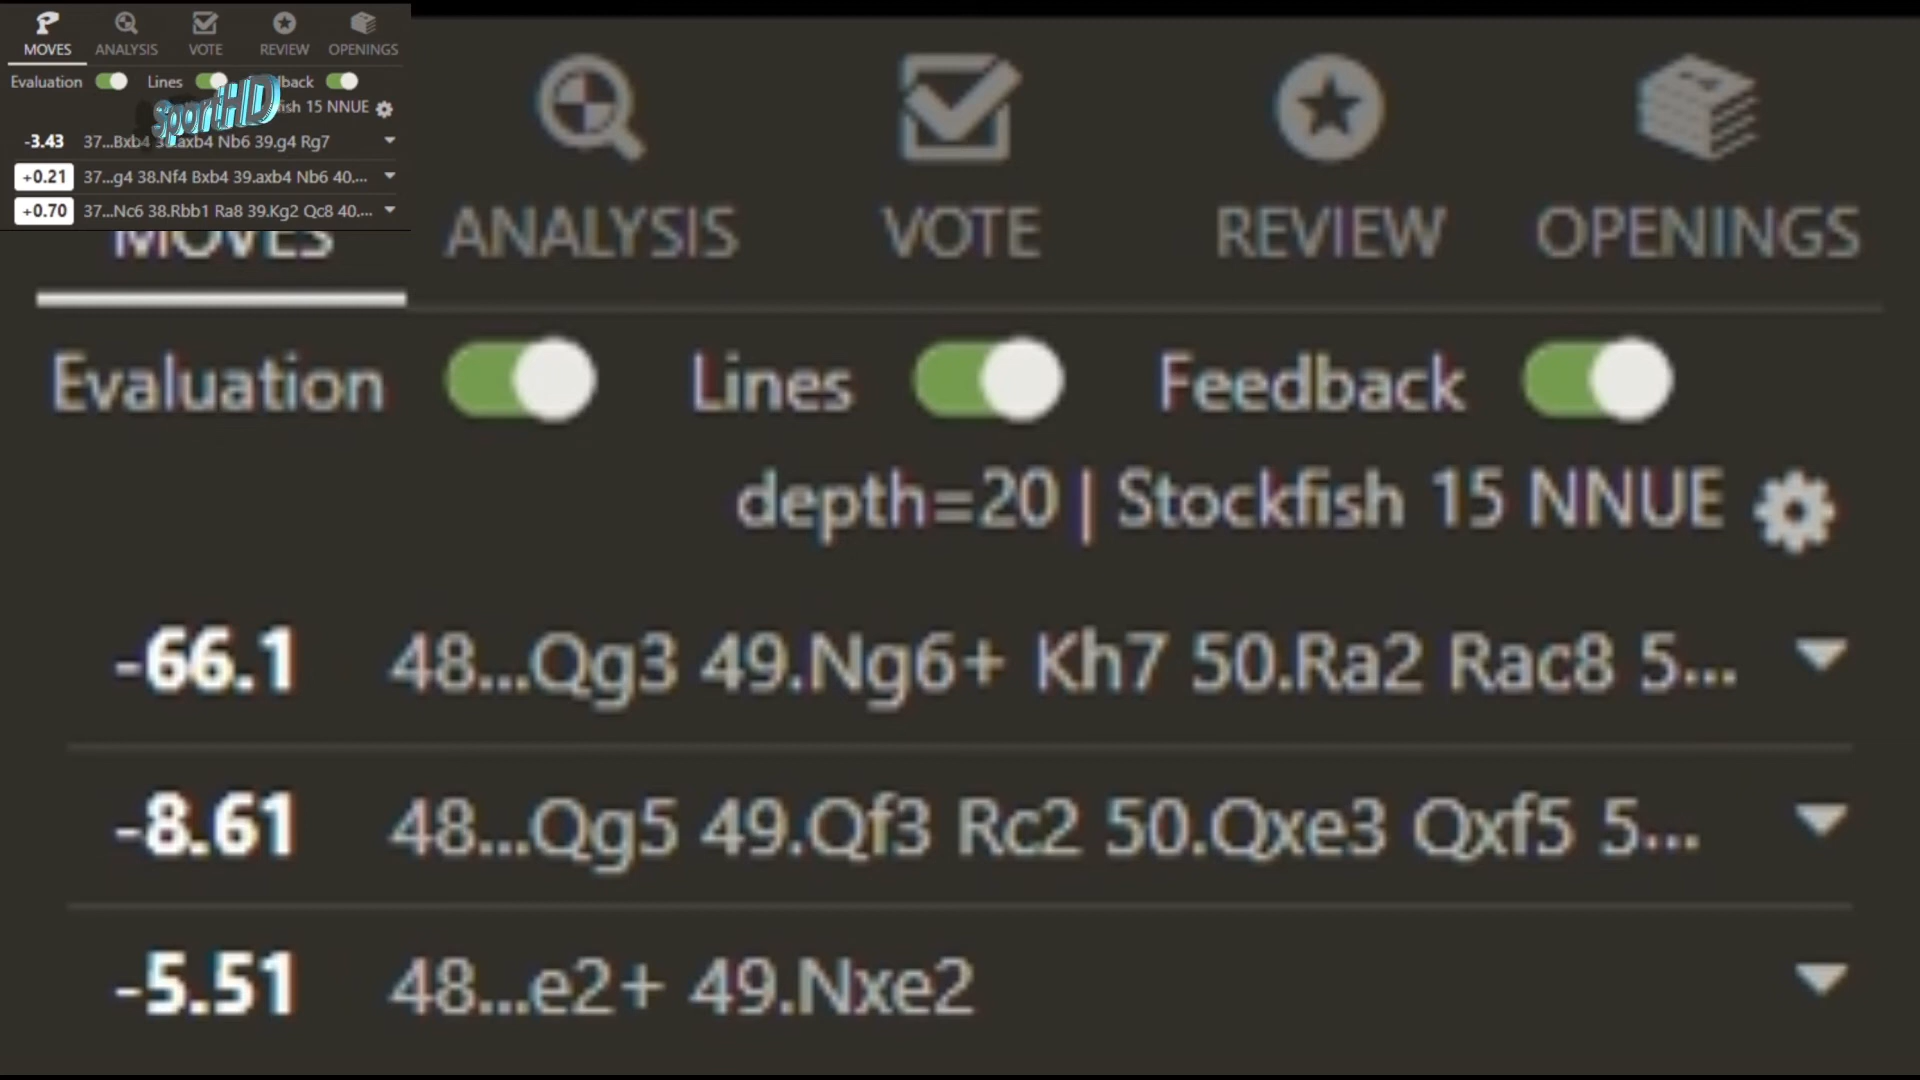 MOVES ANALYSIS VOTE REVIEW OPENINGS
Evaluation Lines
SportHD
15 NNUE
-3.43 37...Bxb4 Nb6 39.g4 Rg7
+0.21 37...g4 38.Nf4 Bxb4 39.axb4 Nb6 40....
+0.70 37...Nc6 38.Rbb1 Ra8 39.Kg2 Qc8 40....
MOVES ANALYSIS VOTE REVIEW OPENINGS
Evaluation Lines Feedback
depth=20 | Stockfish 15 NNUE
-66.1 48...Qg3 49.Ng6+ Kh7 50.Ra2 Rac8 5...
-8.61 48...Qg5 49.Qf3 Rc2 50.Qxe3 Qxf5 5...
-5.51 48...e2+ 49.Nxe2